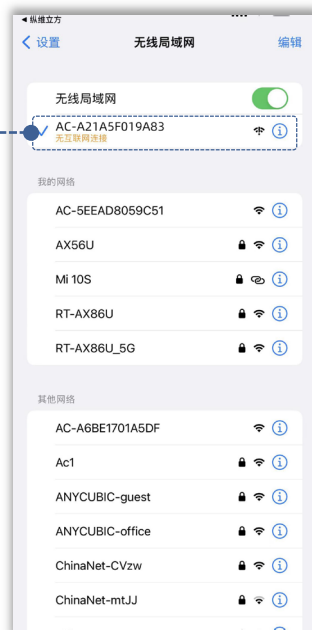 ◀ 纵维立方
设置 无线局域网 编辑
无线局域网
AC-A21A5F019A83
无互联网连接
我的网络
AC-5EEAD8059C51
AX56U
Mi 10S
RT-AX86U
RT-AX86U_5G
其他网络
AC-A6BE1701A5DF
Ac1
ANYCUBIC-guest
ANYCUBIC-office
ChinaNet-CVzw
ChinaNet-mtJJ